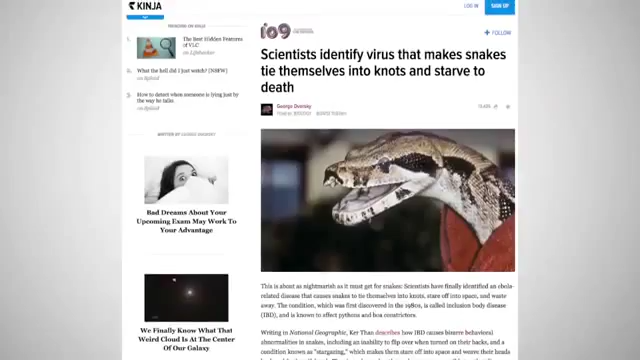 KINJA
LOG IN
SIGN UP
TRENDING ON KINJA
The Best Hidden Features
of VLC
on Lifehacker
What the hell did I just watch? [NSFW]
How to detect when someone is lying just by
the way he talks
io9
+ FOLLOW
Scientists identify virus that makes snakes
tie themselves into knots and starve to
death
George Dvorsky
Bad Dreams About Your
Upcoming Exam May Work To
Your Advantage
We Finally Know What That
Weird Cloud Is At The Center
Of Our Galaxy
This is about as nightmarish as it must get for snakes: Scientists have finally identified an ebola-
related disease that causes snakes to tie themselves into knots, stare off into space, and waste
away. The condition, which was first discovered in the 1980s, is called inclusion body disease
(IBD), and is known to affect pythons and boa constrictors.
Writing in National Geographic, Ker Than describes how IBD causes bizarre behavioral
abnormalities in snakes, including an inability to flip over when turned on their backs, and a
condition known as "stargazing," which makes them stare off into space and weave their heads